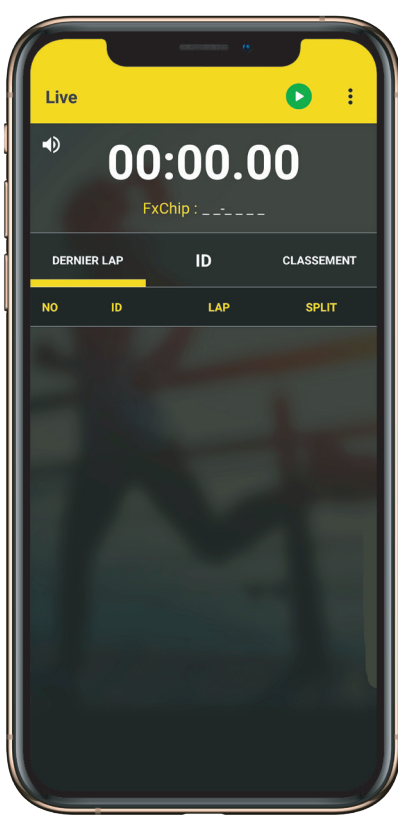 Live
00:00.00
FxChip : _ _-_ _ _ _
DERNIER LAP ID CLASSEMENT
NO ID LAP SPLIT